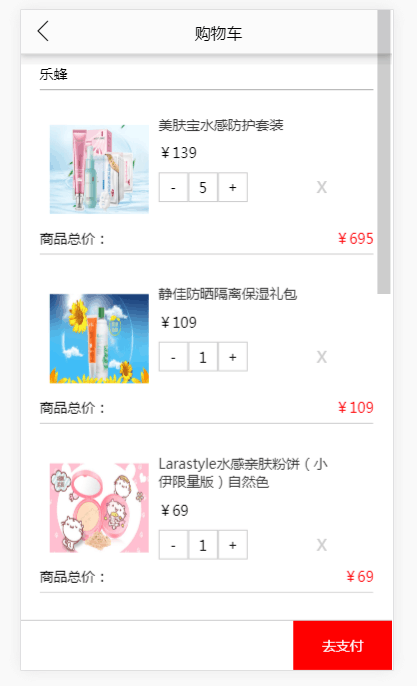 购物车
乐蜂
美肤宝水感防护套装
￥139
- 5 +
X
商品总价：
￥695
静佳防晒隔离保湿礼包
￥109
- 1 +
X
商品总价：
￥109
Larastyle水感亲肤粉饼（小
伊限量版）自然色
￥69
- 1 +
X
商品总价：
￥69
去支付